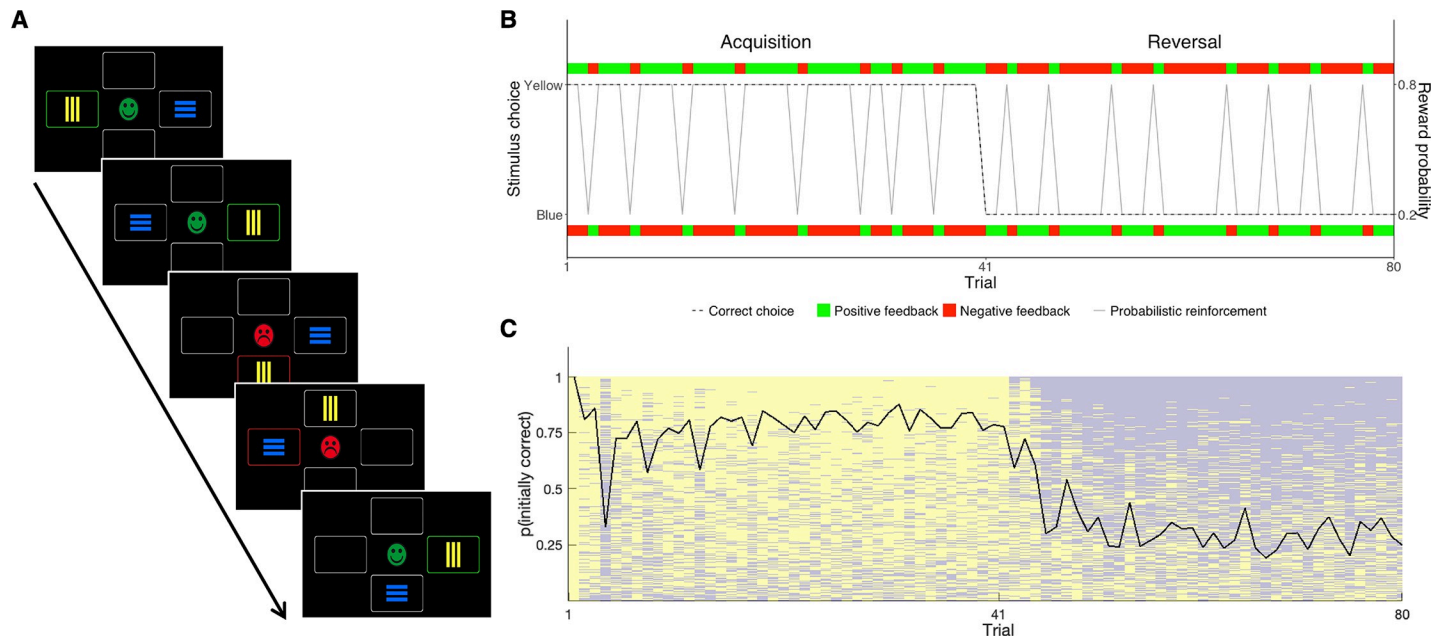 A
B
Acquisition
Reversal
Stimulus choice
Yellow
Blue
0.8
0.2
Reward probability
1
41
80
Trial
Correct choice
Positive feedback
Negative feedback
Probabilistic reinforcement
C
p(initially correct)
1
0.75
0.5
0.25
1
41
80
Trial